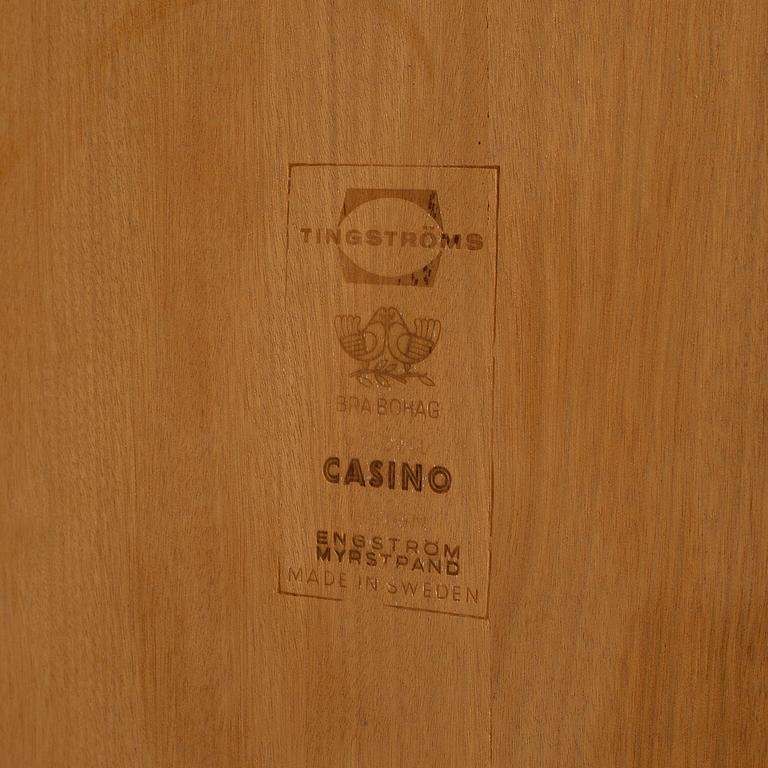 TINGSTRÖMS
BRA BOHAG
CASINO
ENGSTRÖM
MYRSTRAND
MADE IN SWEDEN